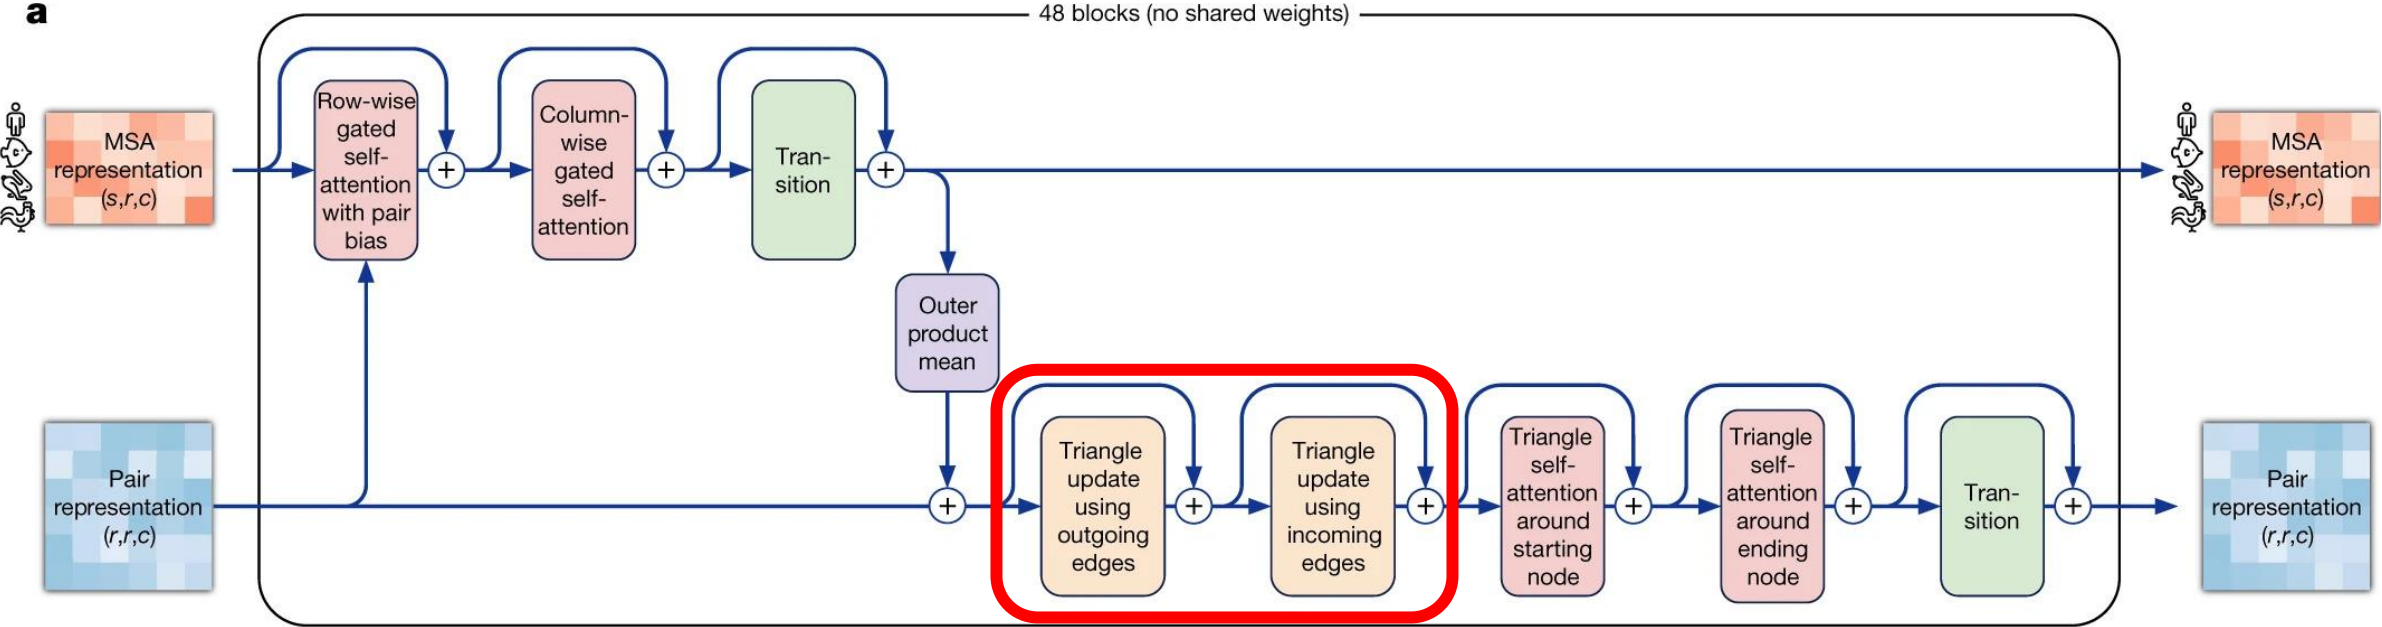 a
48 blocks (no shared weights)
MSA
representation
(s,r,c)
Row-wise
gated
self-
attention
with pair
bias
+
Column-
wise
gated
self-
attention
+
Tran-
sition
+
MSA
representation
(s,r,c)
Outer
product
mean
Pair
representation
(r,r,c)
+
Triangle
update
using
outgoing
edges
+
Triangle
update
using
incoming
edges
+
Triangle
self-
attention
around
starting
node
+
Triangle
self-
attention
around
ending
node
+
Tran-
sition
+
Pair
representation
(r,r,c)